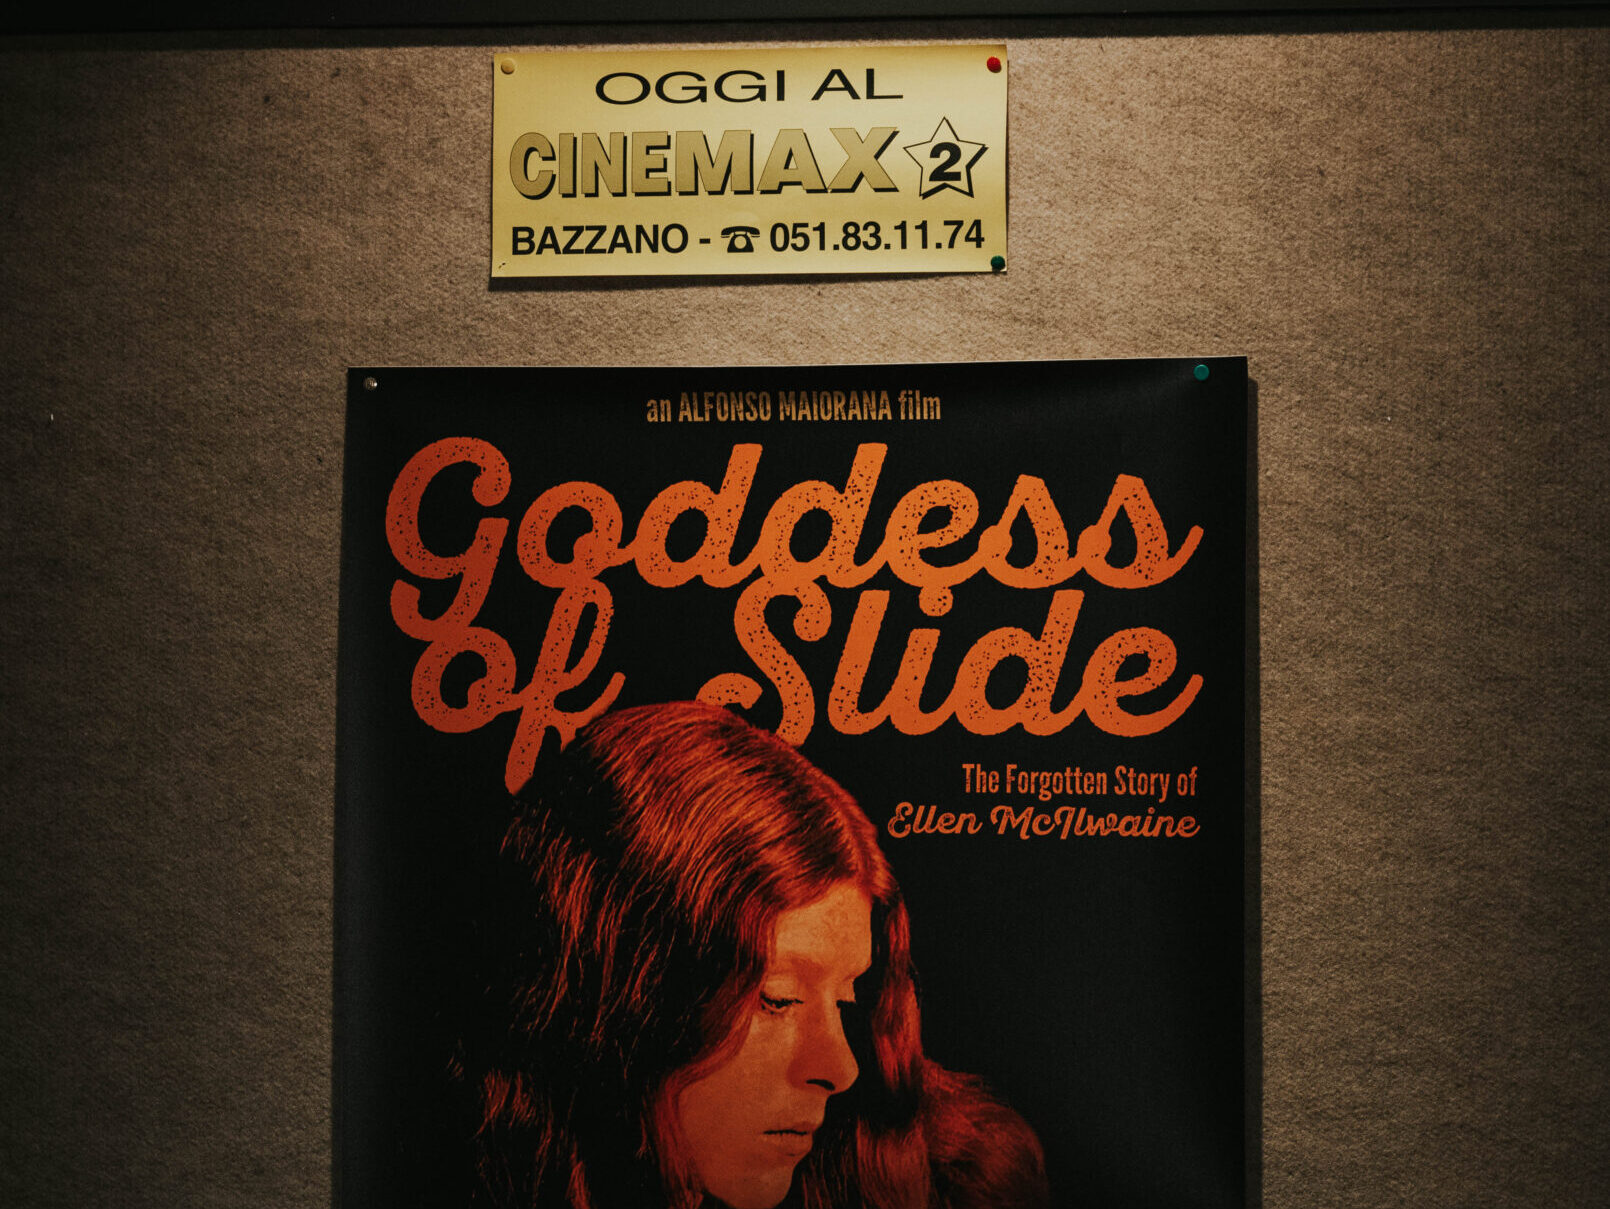 OGGI AL
CINEMAX 2
BAZZANO - ☎ 051.83.11.74
an ALFONSO MAIORANA film
Goddess
of Slide
The Forgotten Story of
Ellen McIlwaine